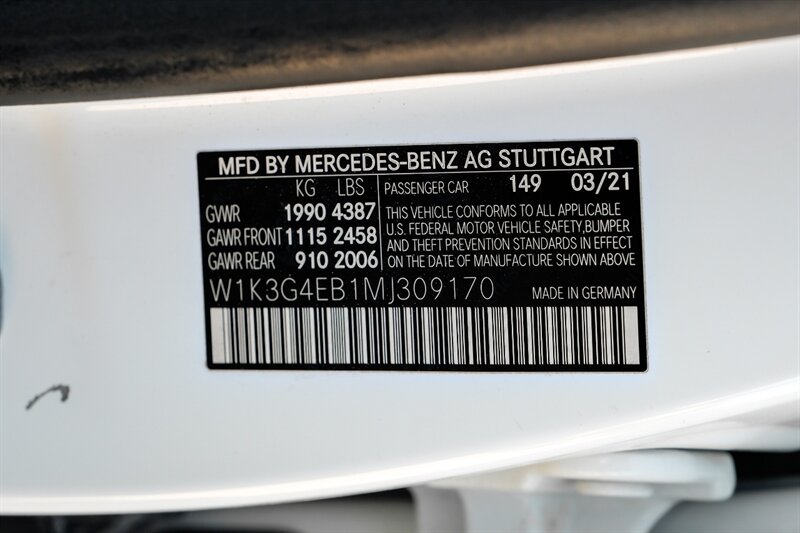 MFD BY MERCEDES-BENZ AG STUTTGART
KG LBS
GVWR 1990 4387
GAWR FRONT 1115 2458
GAWR REAR 910 2006
PASSENGER CAR 149 03/21
THIS VEHICLE CONFORMS TO ALL APPLICABLE
U.S. FEDERAL MOTOR VEHICLE SAFETY,BUMPER
AND THEFT PREVENTION STANDARDS IN EFFECT
ON THE DATE OF MANUFACTURE SHOWN ABOVE
W1K3G4EB1MJ309170 MADE IN GERMANY